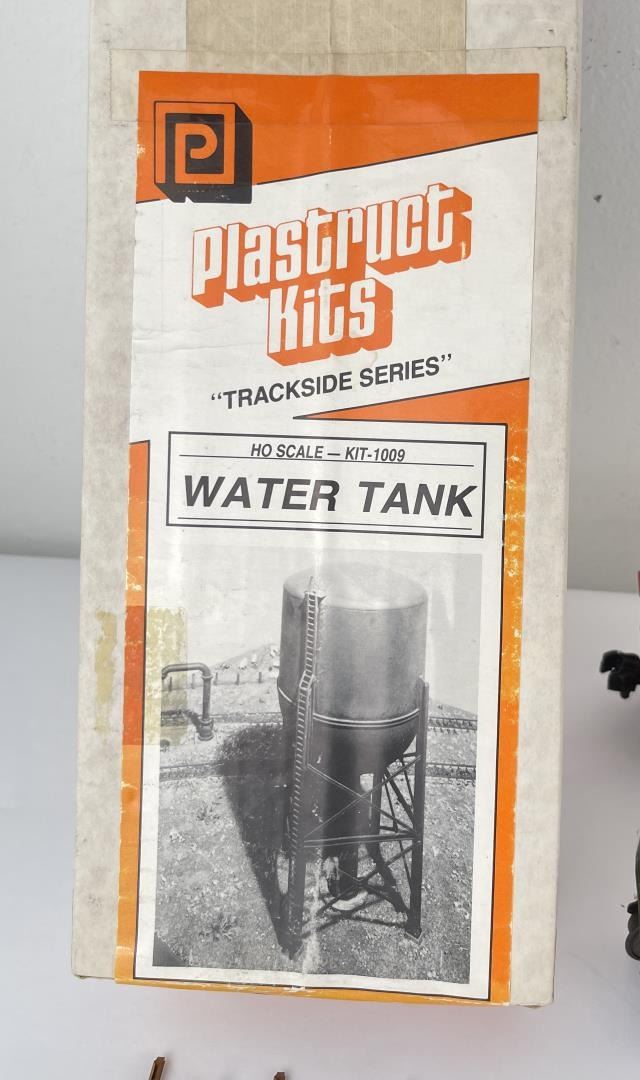 P
Plastruct
Kits
“TRACKSIDE SERIES”
HO SCALE — KIT-1009
WATER TANK